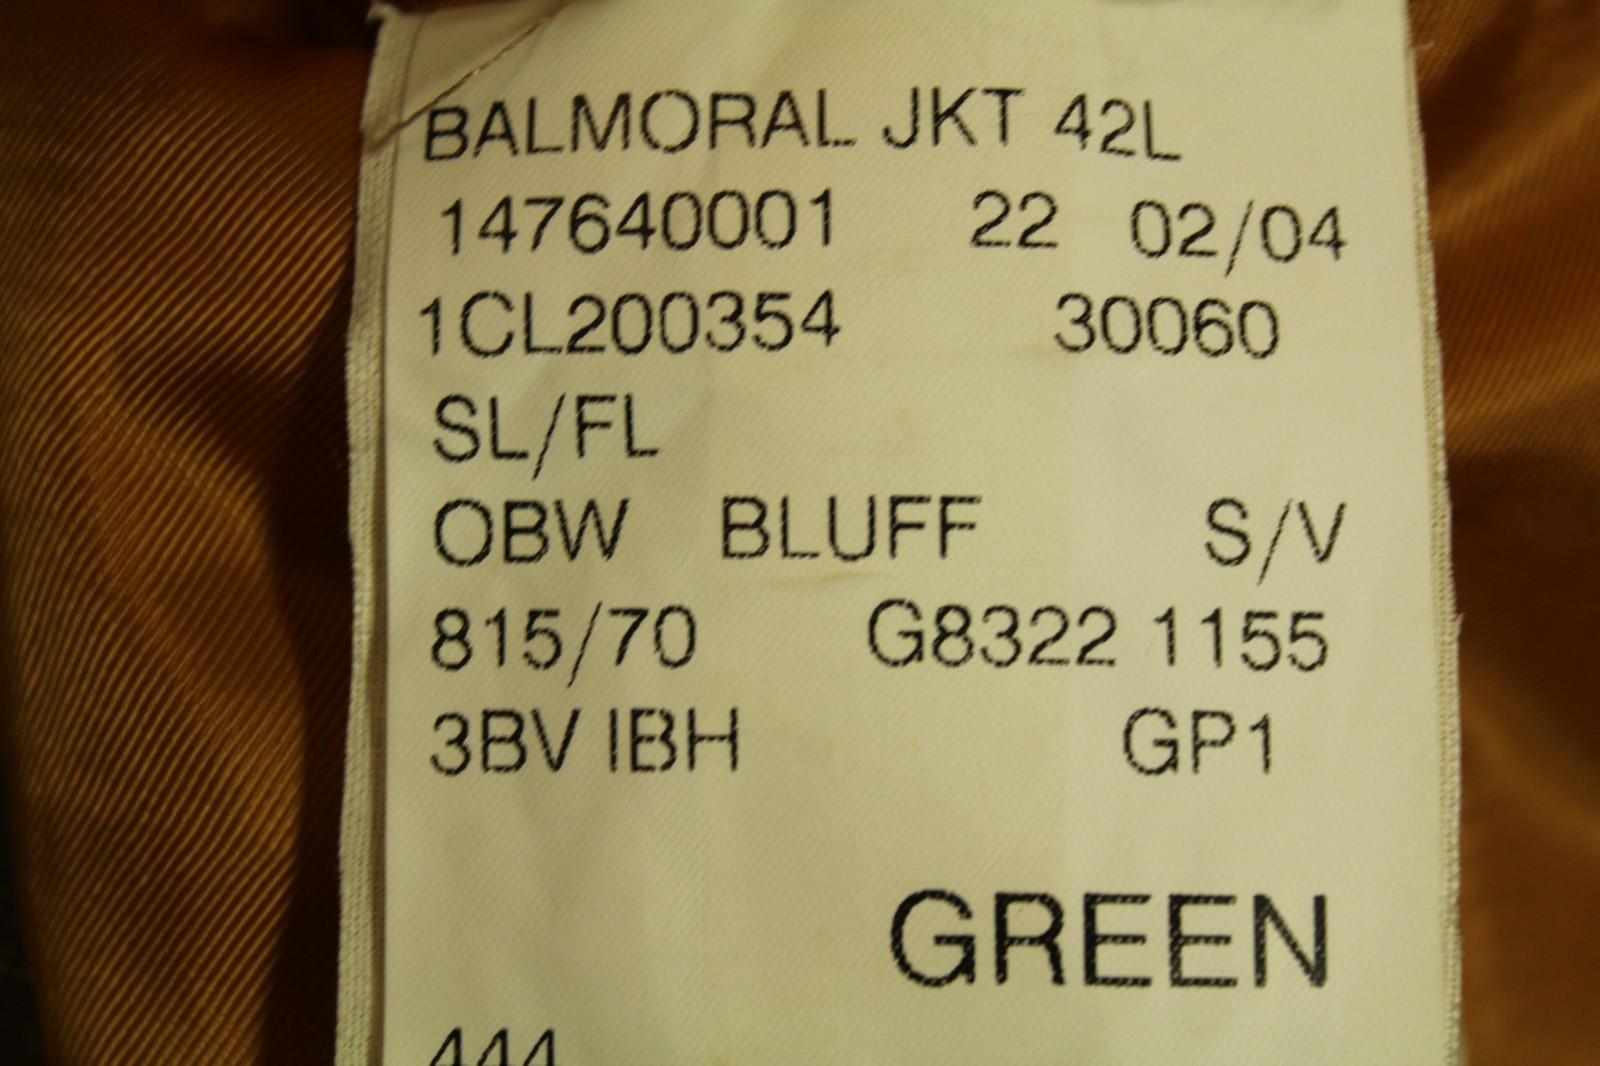 BALMORAL JKT 42L
147640001 22 02/04
1CL200354 30060
SL/FL
OBW BLUFF S/V
815/70 G8322 1155
3BV IBH GP1
GREEN
444